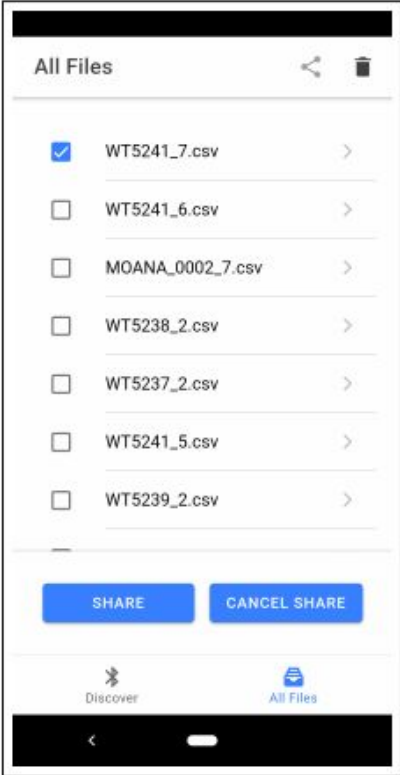 All Files
WT5241_7.csv
WT5241_6.csv
MOANA_0002_7.csv
WT5238_2.csv
WT5237_2.csv
WT5241_5.csv
WT5239_2.csv
SHARE CANCEL SHARE
Discover All Files